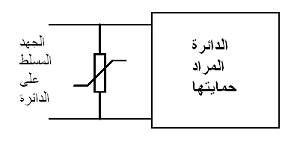 الجهد
المسلط
على
الدائرة
الدائرة
المراد
حمايتها